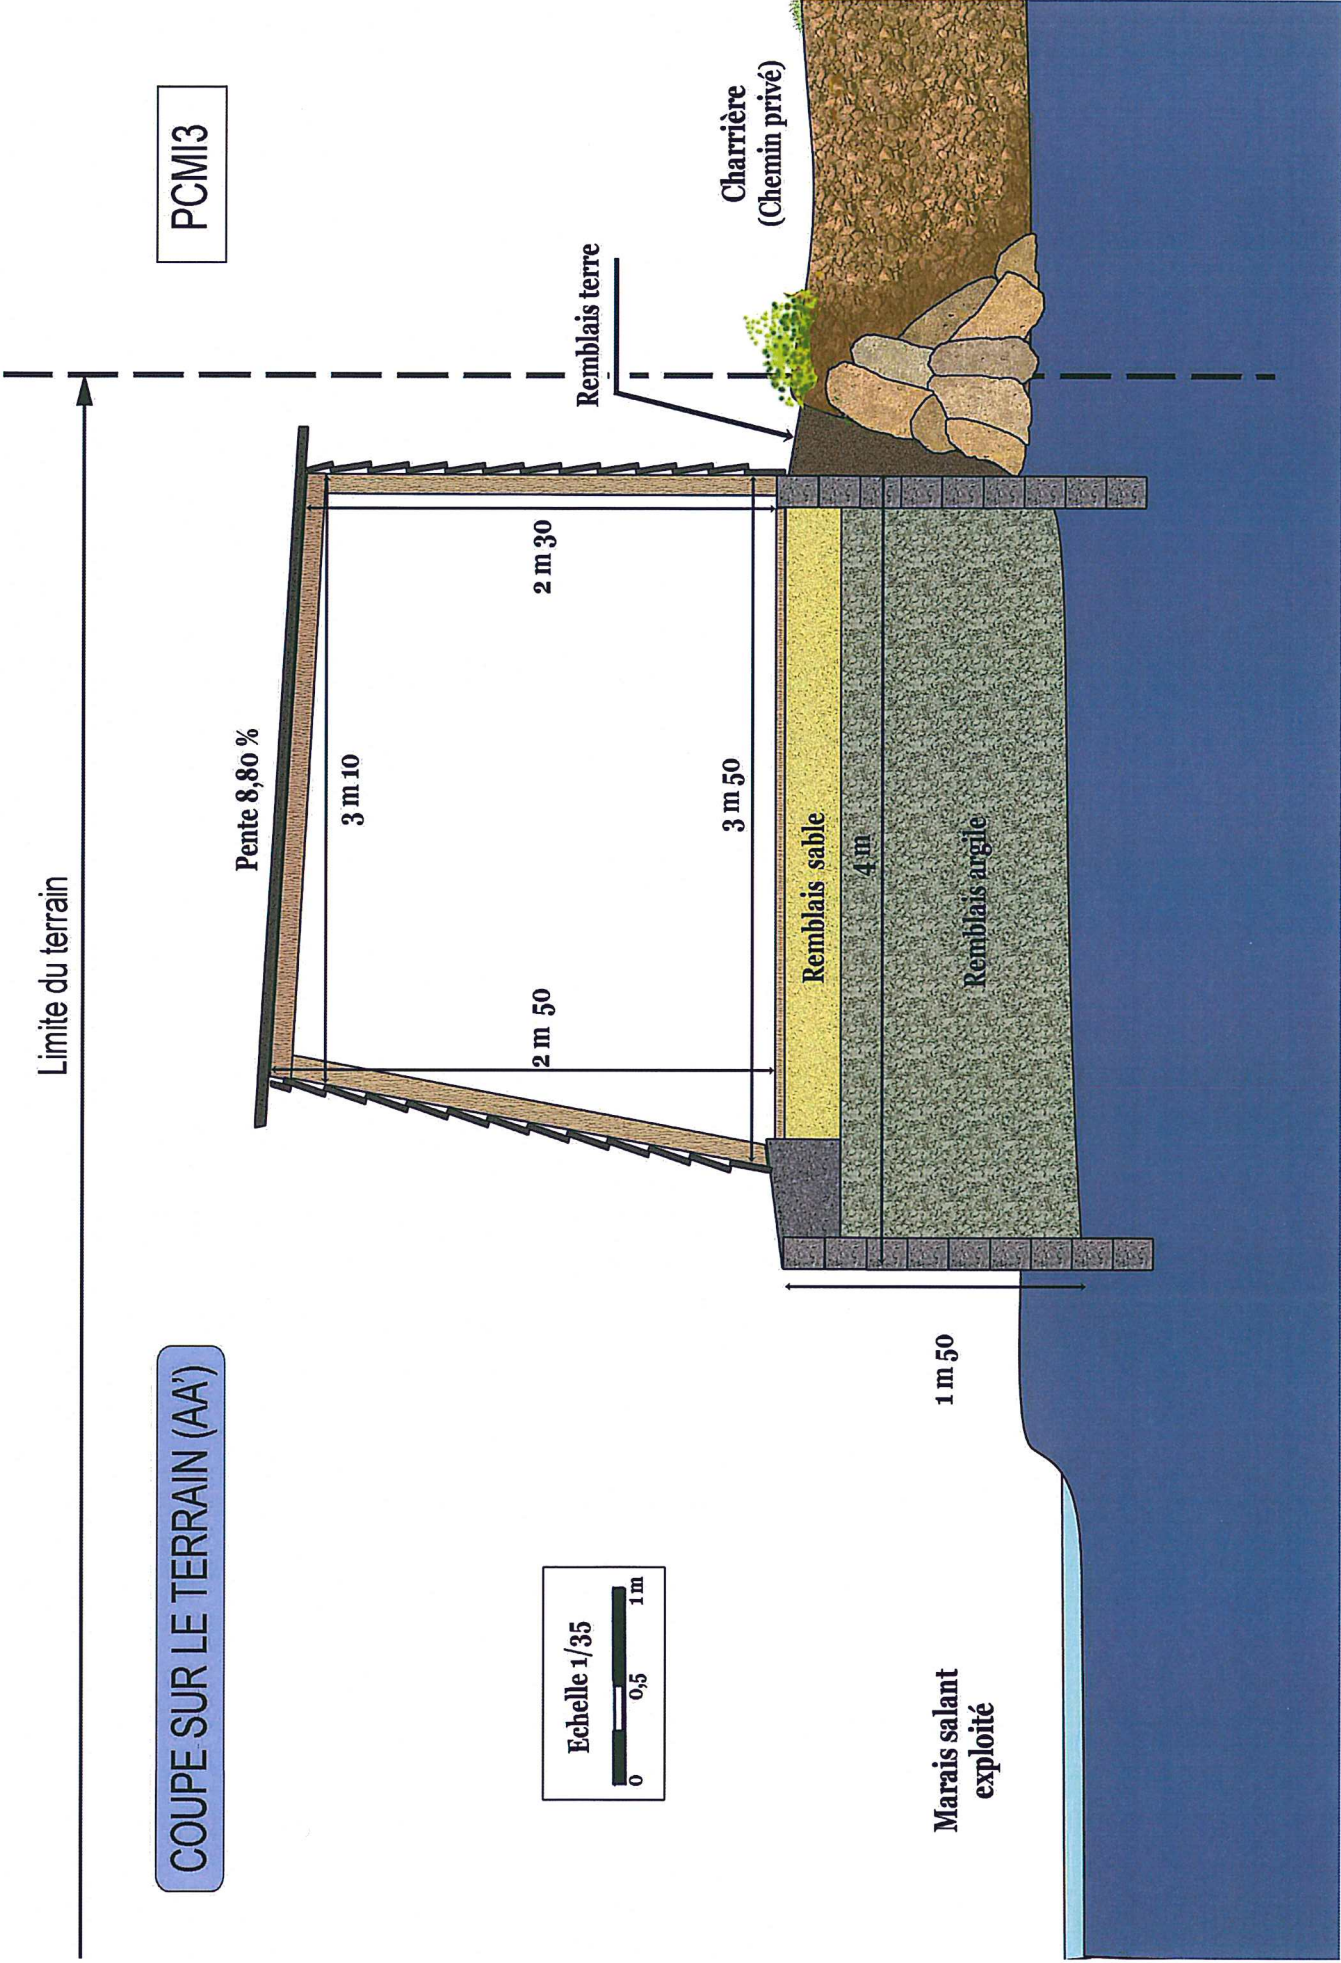 Limite du terrain
COUPE SUR LE TERRAIN (AA')
PCMI3
Pente 8,80 %
3 m 10
2 m 50
2 m 30
3 m 50
Remblais terre
Charrière
(Chemin privé)
Echelle 1/35
0
0,5
1m
Remblais sable
4 m
Remblais argile
1 m 50
Marais salant
exploité